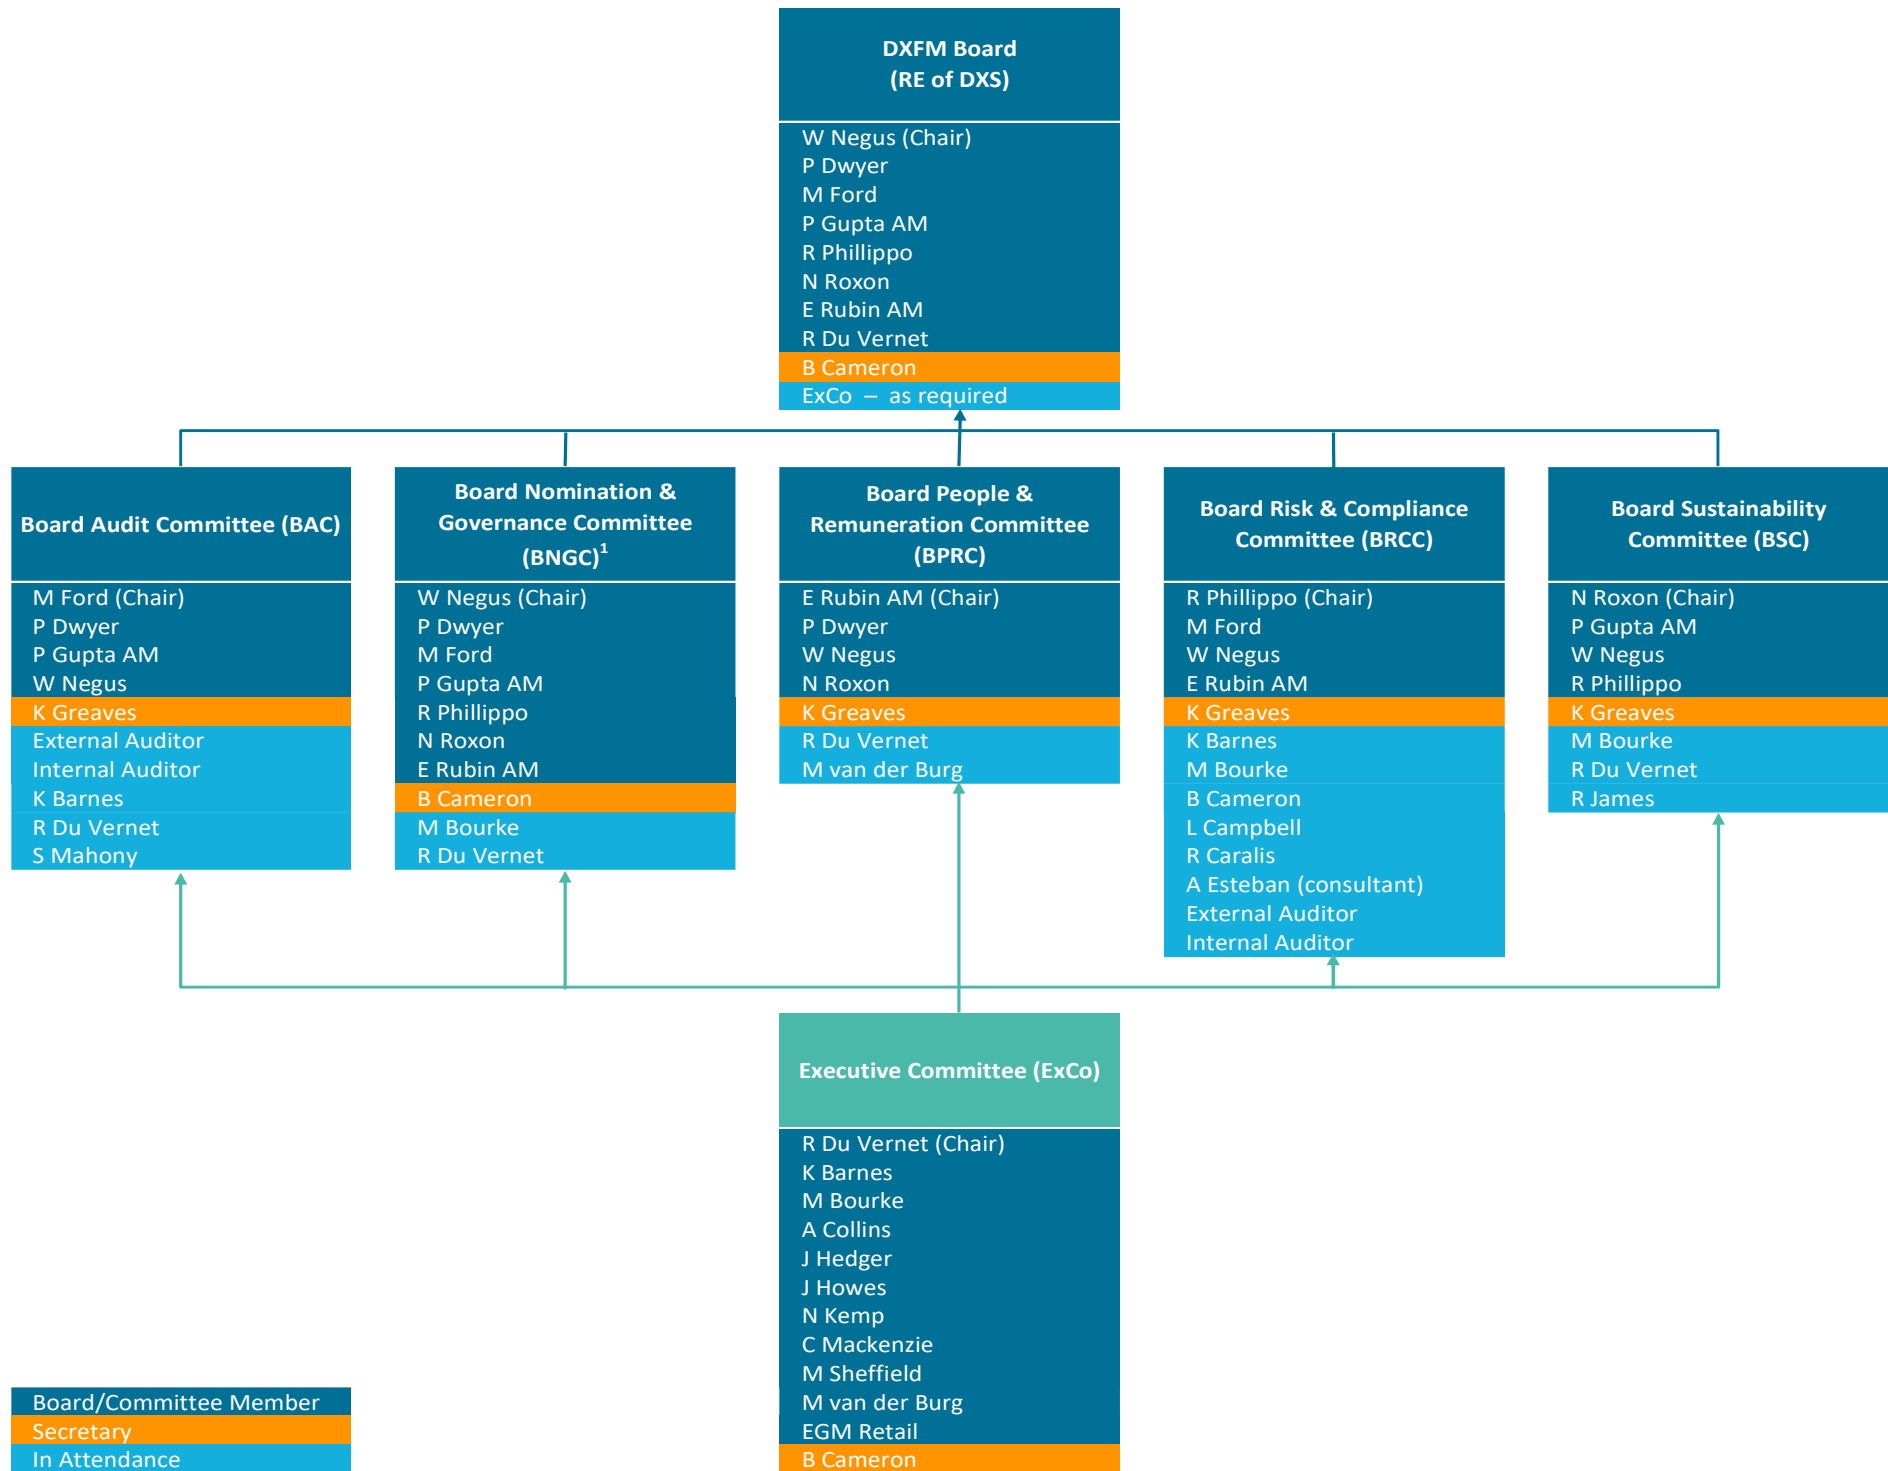 DXFM Board
(RE of DXS)
W Negus (Chair)
P Dwyer
M Ford
P Gupta AM
R Phillippo
N Roxon
E Rubin AM
R Du Vernet
B Cameron
ExCo – as required
Board Audit Committee (BAC)
M Ford (Chair)
P Dwyer
P Gupta AM
W Negus
K Greaves
External Auditor
Internal Auditor
K Barnes
R Du Vernet
S Mahony
Board Nomination &
Governance Committee
(BNGC)1
W Negus (Chair)
P Dwyer
M Ford
P Gupta AM
R Phillippo
N Roxon
E Rubin AM
B Cameron
M Bourke
R Du Vernet
Board People &
Remuneration Committee
(BPRC)
E Rubin AM (Chair)
P Dwyer
W Negus
N Roxon
K Greaves
R Du Vernet
M van der Burg
Board Risk & Compliance
Committee (BRCC)
R Phillippo (Chair)
M Ford
W Negus
E Rubin AM
K Greaves
K Barnes
M Bourke
B Cameron
L Campbell
R Caralis
A Esteban (consultant)
External Auditor
Internal Auditor
Board Sustainability
Committee (BSC)
N Roxon (Chair)
P Gupta AM
W Negus
R Phillippo
K Greaves
M Bourke
R Du Vernet
R James
Executive Committee (ExCo)
R Du Vernet (Chair)
K Barnes
M Bourke
A Collins
J Hedger
J Howes
N Kemp
C Mackenzie
M Sheffield
M van der Burg
EGM Retail
B Cameron
Board/Committee Member
Secretary
In Attendance